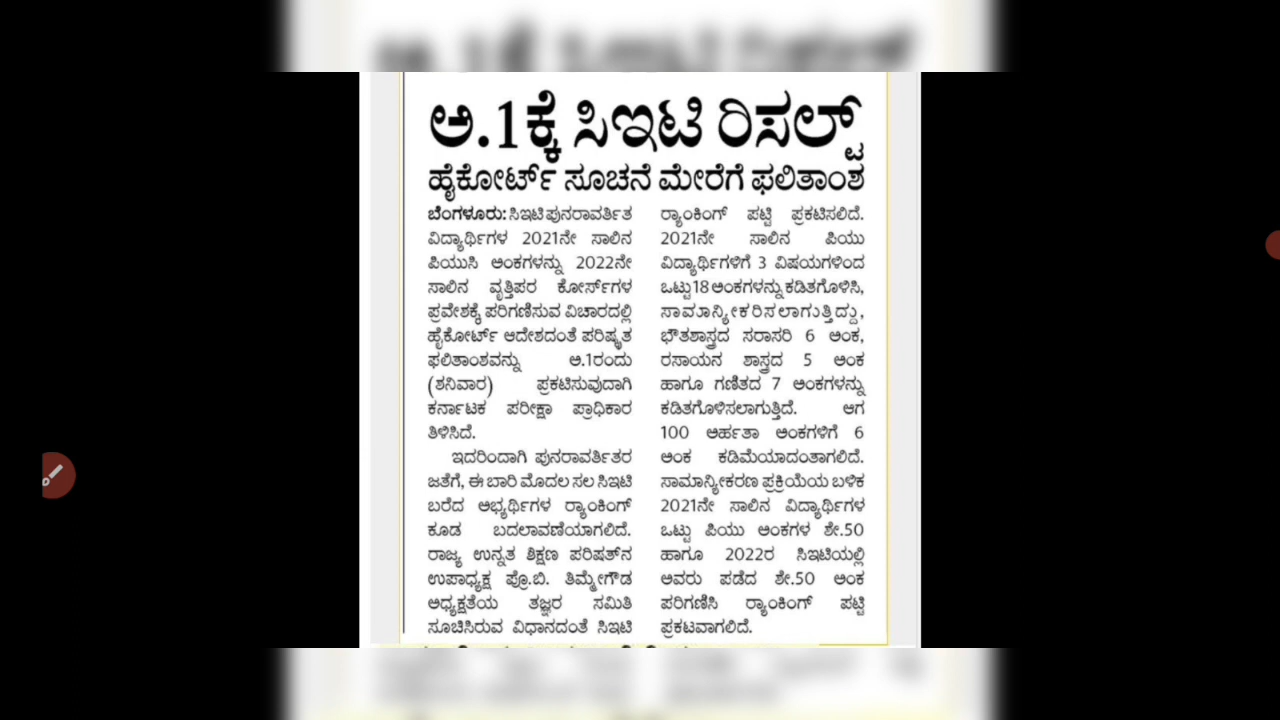 ಅ.1ಕ್ಕೆ ಸಿಇಟಿ ರಿಸಲ್ಟ್
ಹೈಕೋರ್ಟ್ ಸೂಚನೆ ಮೇರೆಗೆ ಫಲಿತಾಂಶ
ಬೆಂಗಳೂರು: ಸಿಇಟಿ ಪುನರಾವರ್ತಿತ
ವಿದ್ಯಾರ್ಥಿಗಳ 2021ನೇ ಸಾಲಿನ
ಪಿಯುಸಿ ಅಂಕಗಳನ್ನು 2022ನೇ
ಸಾಲಿನ ವೃತ್ತಿಪರ ಕೋರ್ಸ್‌ಗಳ
ಪ್ರವೇಶಕ್ಕೆ ಪರಿಗಣಿಸುವ ವಿಚಾರದಲ್ಲಿ
ಹೈಕೋರ್ಟ್ ಆದೇಶದಂತೆ ಪರಿಷ್ಕೃತ
ಫಲಿತಾಂಶವನ್ನು ಅ.1ರಂದು
(ಶನಿವಾರ) ಪ್ರಕಟಿಸುವುದಾಗಿ
ಕರ್ನಾಟಕ ಪರೀಕ್ಷಾ ಪ್ರಾಧಿಕಾರ
ತಿಳಿಸಿದೆ.
ಇದರಿಂದಾಗಿ ಪುನರಾವರ್ತಿತರ
ಜತೆಗೆ, ಈ ಬಾರಿ ಮೊದಲ ಸಲ ಸಿಇಟಿ
ಬರೆದ ಅಭ್ಯರ್ಥಿಗಳ ರ್‍ಯಾಂಕಿಂಗ್
ಕೂಡ ಬದಲಾವಣೆಯಾಗಲಿದೆ.
ರಾಜ್ಯ ಉನ್ನತ ಶಿಕ್ಷಣ ಪರಿಷತ್‌ನ
ಉಪಾಧ್ಯಕ್ಷ ಪ್ರೊ.ಬಿ. ತಿಮ್ಮೇಗೌಡ
ಅಧ್ಯಕ್ಷತೆಯ ತಜ್ಞರ ಸಮಿತಿ
ಸೂಚಿಸಿರುವ ವಿಧಾನದಂತೆ ಸಿಇಟಿ
ರ್‍ಯಾಂಕಿಂಗ್ ಪಟ್ಟಿ ಪ್ರಕಟಿಸಲಿದೆ.
2021ನೇ ಸಾಲಿನ ಪಿಯು
ವಿದ್ಯಾರ್ಥಿಗಳಿಗೆ 3 ವಿಷಯಗಳಿಂದ
ಒಟ್ಟು 18 ಅಂಕಗಳನ್ನು ಕಡಿತಗೊಳಿಸಿ,
ಸಾಮಾನ್ಯೀಕರಿಸಲಾಗುತ್ತಿದ್ದು,
ಭೌತಶಾಸ್ತ್ರದ ಸರಾಸರಿ 6 ಅಂಕ,
ರಸಾಯನ ಶಾಸ್ತ್ರದ 5 ಅಂಕ
ಹಾಗೂ ಗಣಿತದ 7 ಅಂಕಗಳನ್ನು
ಕಡಿತಗೊಳಿಸಲಾಗುತ್ತಿದೆ. ಆಗ
100 ಅರ್ಹತಾ ಅಂಕಗಳಿಗೆ 6
ಅಂಕ ಕಡಿಮೆಯಾದಂತಾಗಲಿದೆ.
ಸಾಮಾನ್ಯೀಕರಣ ಪ್ರಕ್ರಿಯೆಯ ಬಳಿಕ
2021ನೇ ಸಾಲಿನ ವಿದ್ಯಾರ್ಥಿಗಳ
ಒಟ್ಟು ಪಿಯು ಅಂಕಗಳ ಶೇ.50
ಹಾಗೂ 2022ರ ಸಿಇಟಿಯಲ್ಲಿ
ಅವರು ಪಡೆದ ಶೇ.50 ಅಂಕ
ಪರಿಗಣಿಸಿ ರ್‍ಯಾಂಕಿಂಗ್ ಪಟ್ಟಿ
ಪ್ರಕಟವಾಗಲಿದೆ.